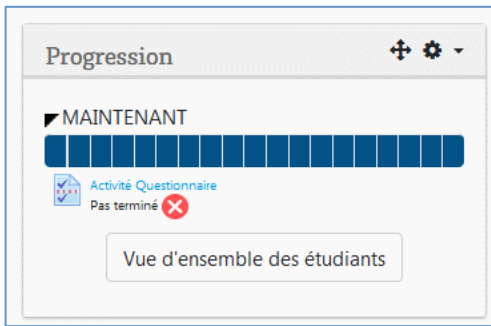 Progression
MAINTENANT
Activité Questionnaire
Pas terminé
Vue d'ensemble des étudiants